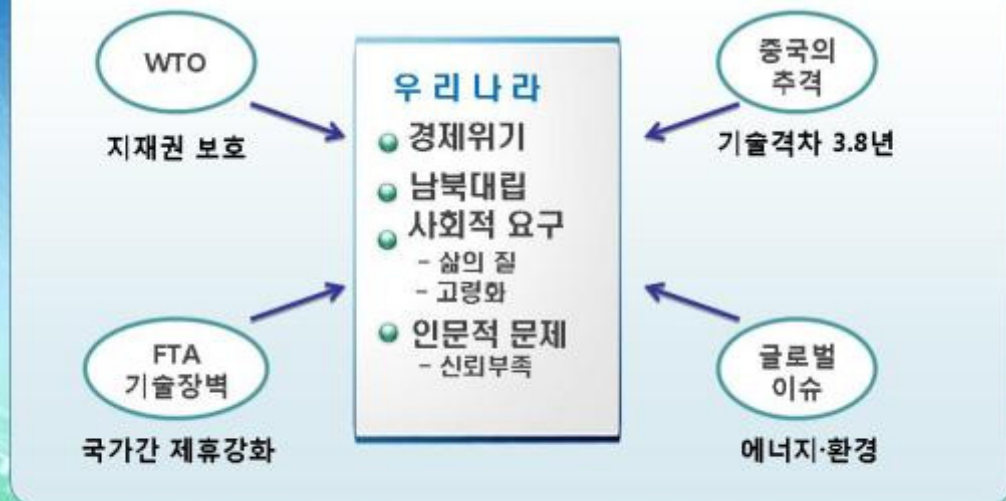 WTO
지재권 보호
중국의
추격
기술격차 3.8년
우리나라
경제위기
남북대립
사회적 요구
- 삶의 질
- 고령화
인문적 문제
- 신뢰부족
FTA
기술장벽
국가간 제휴강화
글로벌
이슈
에너지·환경